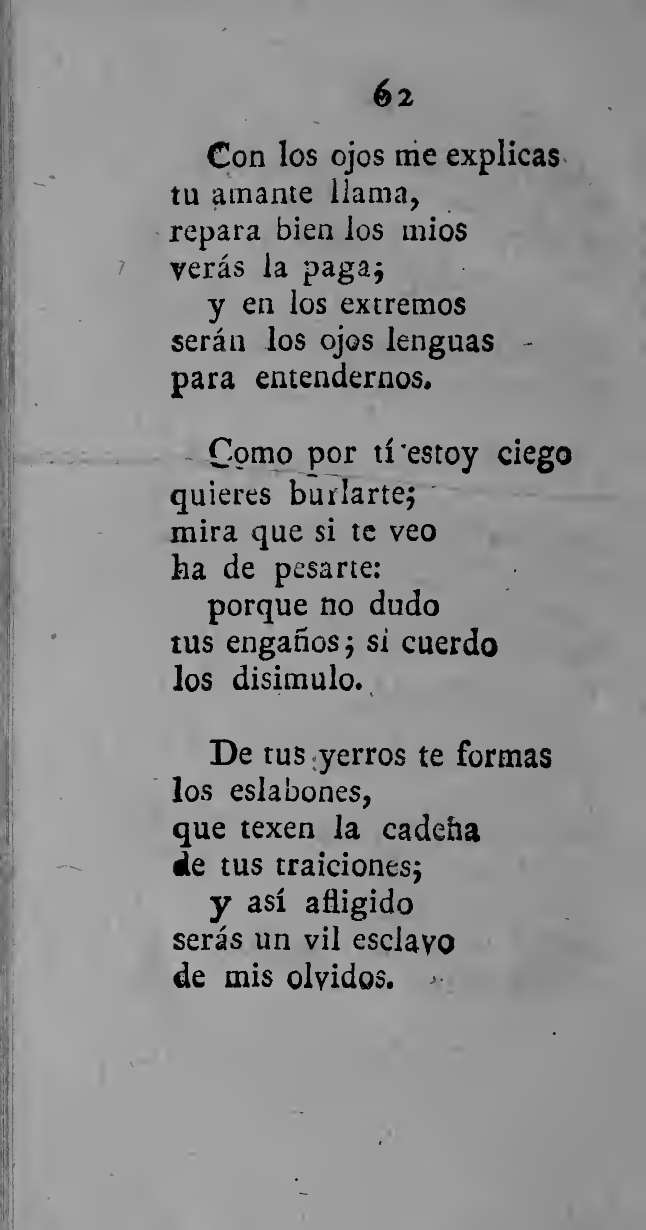 62
Con los ojos me explicas
tu amante llama,
repara bien los mios
verás la paga;
y en los extremos
serán los ojos lenguas
para entendernos.
Como por tí estoy ciego
quieres burlarte;
mira que si te veo
ha de pesarte:
porque no dudo
tus engaños; si cuerdo
los disimulo.
De tus yerros te formas
los eslabones,
que texen la cadena
de tus traiciones;
y así afligido
serás un vil esclavo
de mis olvidos.